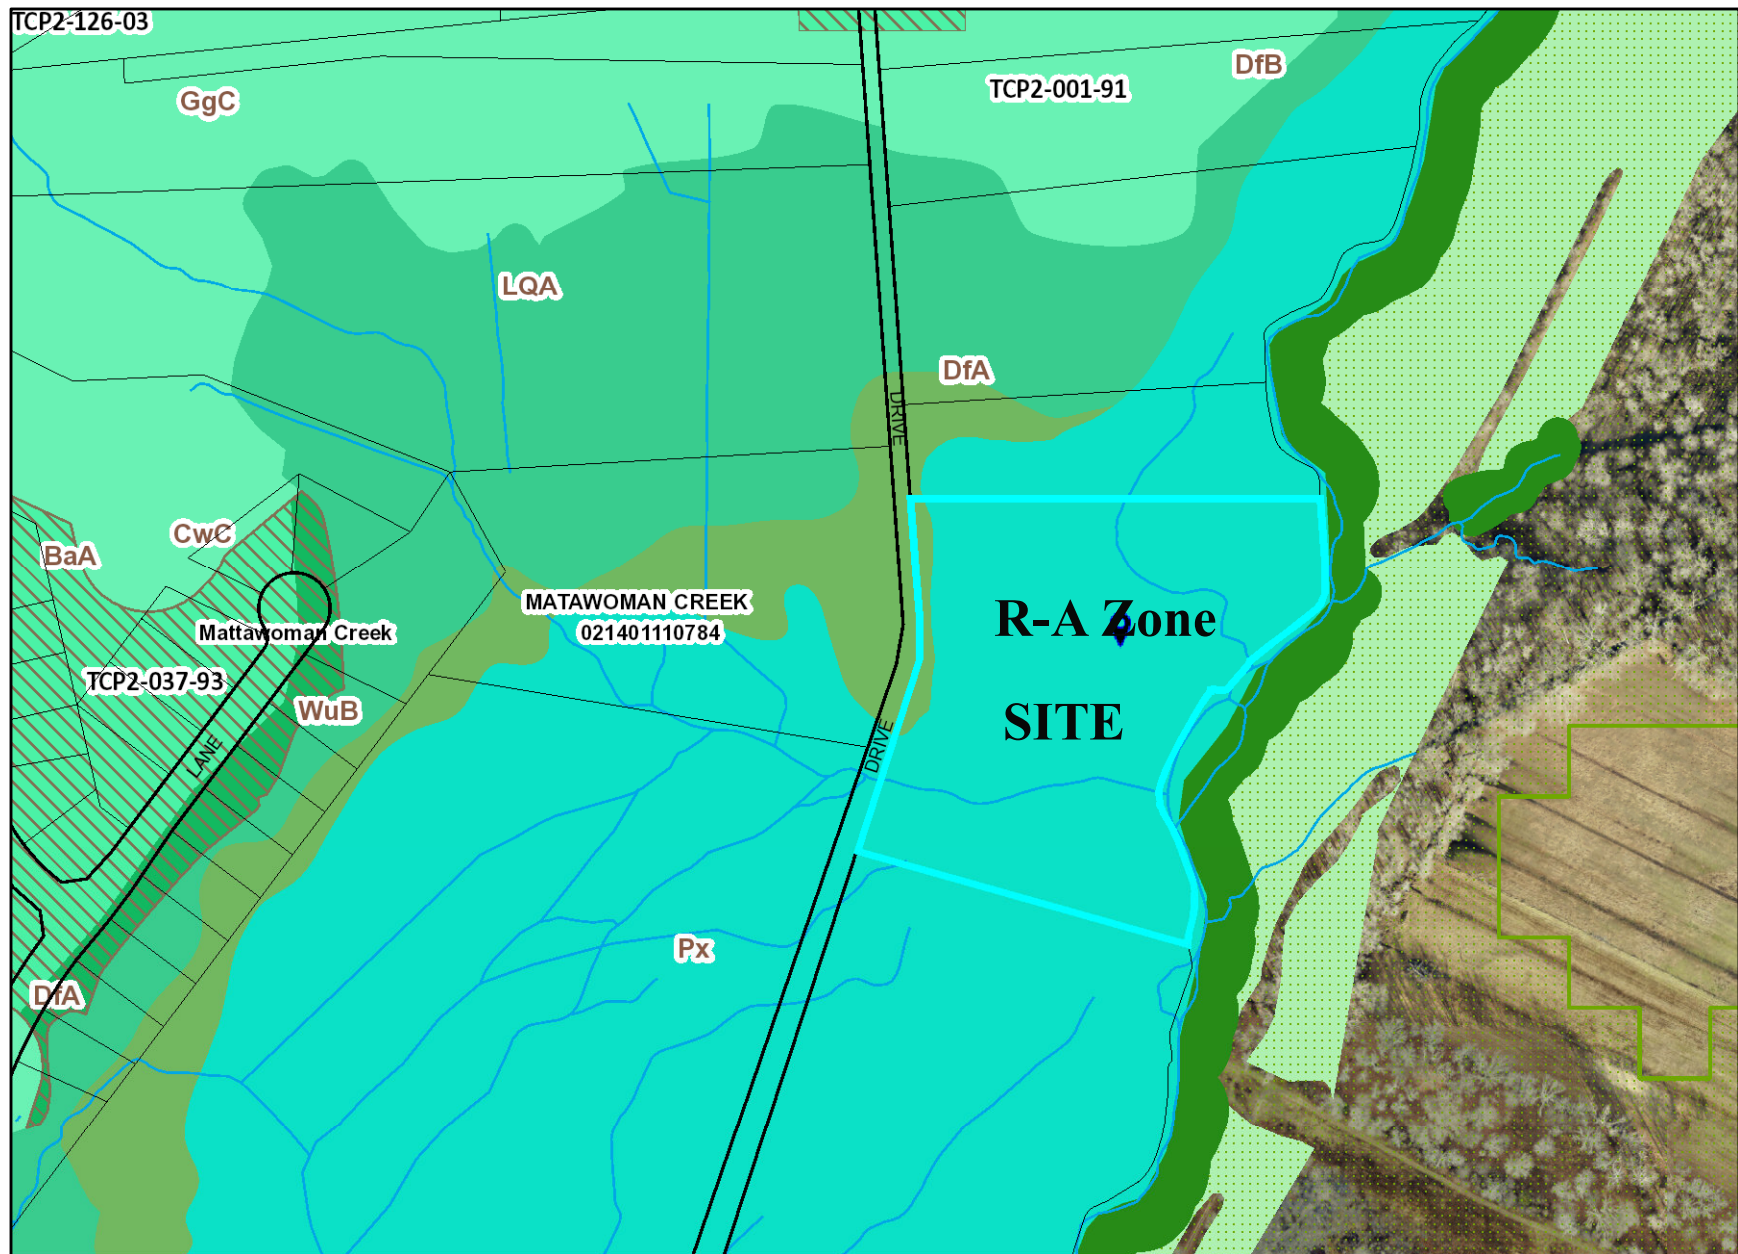 TCP2-126-03
DfB
TCP2-001-91
GgC
LQA
DfA
DRIVE
CwC
BaA
MATAWOMAN CREEK
021401110784
R-A Zone
Mattawoman Creek
TCP2-037-93
WuB
SITE
LANE
DRIVE
Px
DfA